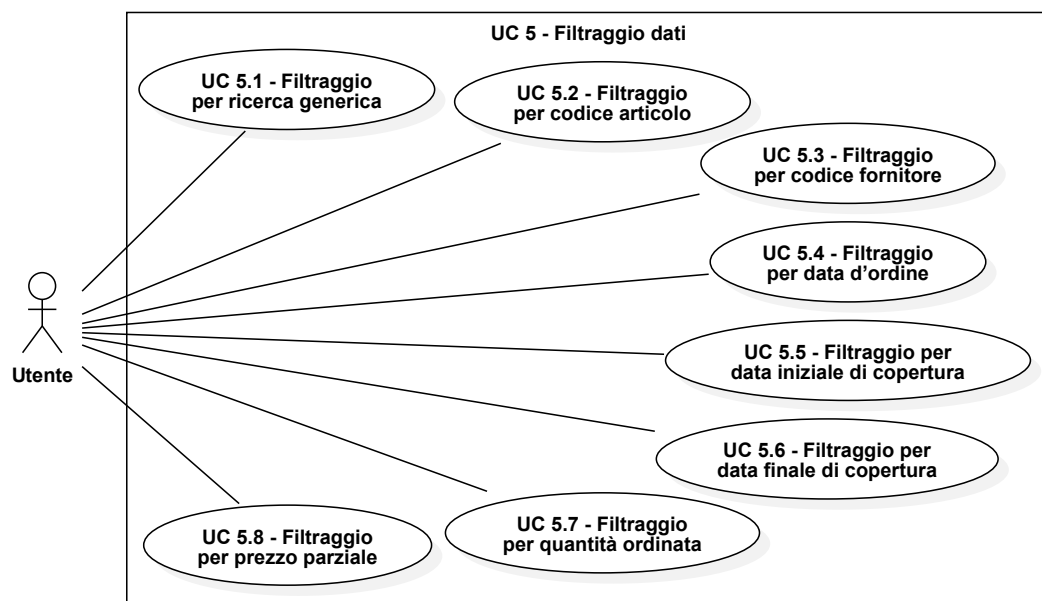 UC 5 - Filtraggio dati
UC 5.1 - Filtraggio
per ricerca generica
UC 5.2 - Filtraggio
per codice articolo
UC 5.3 - Filtraggio
per codice fornitore
UC 5.4 - Filtraggio
per data d'ordine
UC 5.5 - Filtraggio per
data iniziale di copertura
UC 5.6 - Filtraggio per
data finale di copertura
UC 5.7 - Filtraggio
per quantità ordinata
UC 5.8 - Filtraggio
per prezzo parziale
Utente